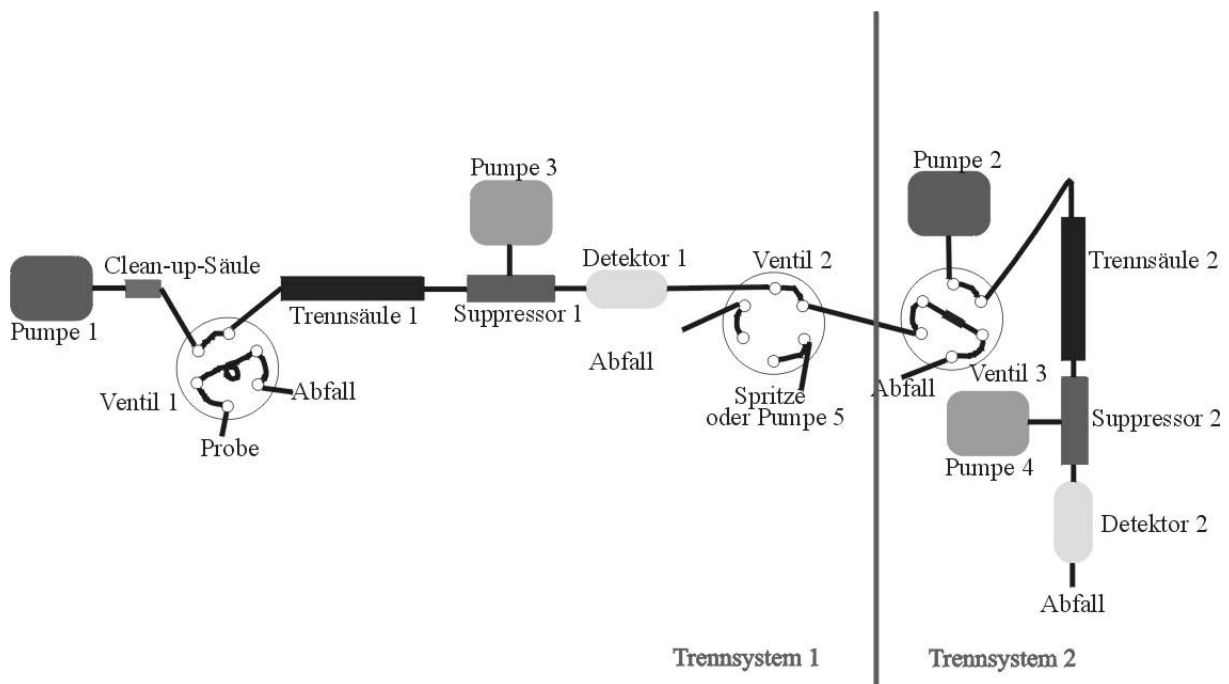 Pumpe 3
Pumpe 2
Clean-up-Säule
Detektor 1
Ventil 2
Trennsäule 2
Pumpe 1
Trennsäule 1
Suppressor 1
Abfall
Ventil 1
Abfall
Probe
Spritze
oder Pumpe 5
Abfall
Ventil 3
Suppressor 2
Pumpe 4
Detektor 2
Abfall
Trennsystem 1
Trennsystem 2